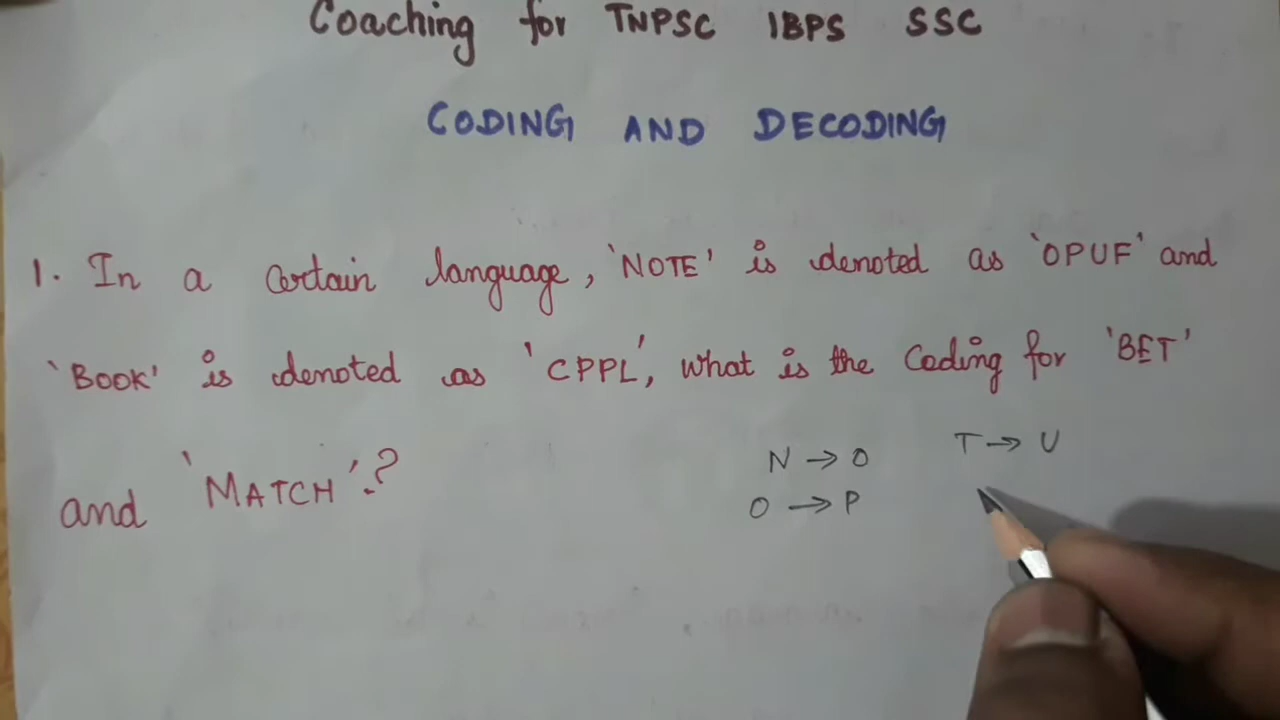 Coaching for TNPSC IBPS SSC
CODING AND DECODING
1. In a certain language, 'NOTE' is denoted as 'OPUF' and
'BOOK' is denoted as 'CPPL', what is the Coding for 'BET'
and 'MATCH'?
N → O T → U
O → P